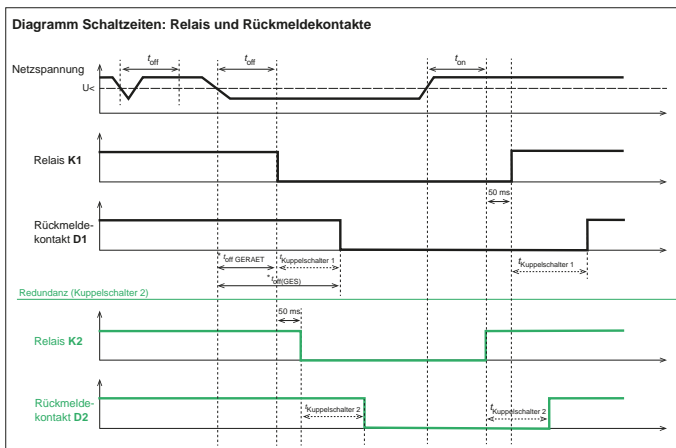 Diagramm Schaltzeiten: Relais und Rückmeldekontakte
toff
toff
ton
Netzspannung
U<
Relais K1
50 ms
Rückmelde-
kontakt D1
* toff GERAET
tKuppelschalter 1
tKuppelschalter 1
* toff(GES)
Redundanz (Kuppelschalter 2)
50 ms
Relais K2
Rückmelde-
kontakt D2
tKuppelschalter 2
tKuppelschalter 2